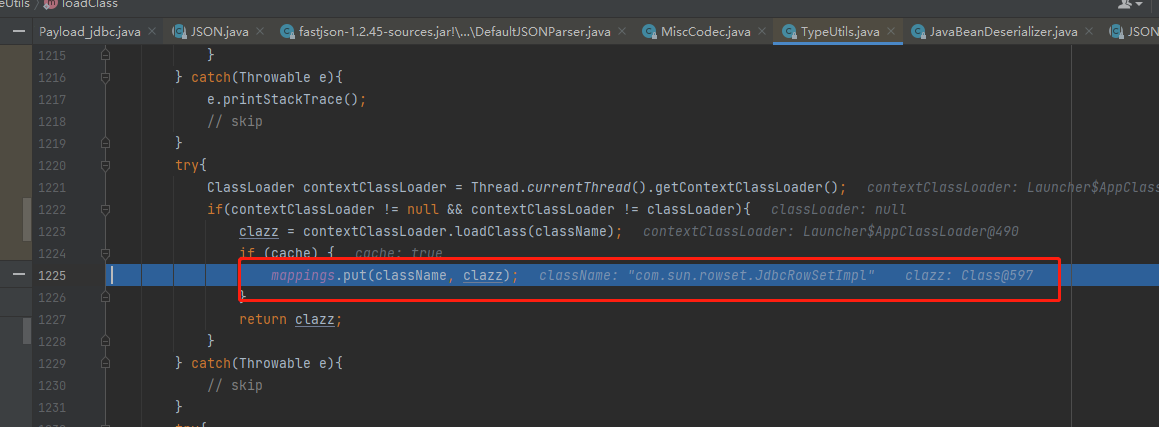 eUtils › loadClass
Payload_jdbc.java × JSON.java × fastjson-1.2.45-sources.jar!\...\DefaultJSONParser.java × MiscCodec.java × TypeUtils.java × JavaBeanDeserializer.java × JSON
1215 }
1216 } catch(Throwable e){
1217 e.printStackTrace();
1218 // skip
1219 }
1220 try{
1221 ClassLoader contextClassLoader = Thread.currentThread().getContextClassLoader(); contextClassLoader: Launcher$AppClass
1222 if(contextClassLoader != null && contextClassLoader != classLoader){ classLoader: null
1223 clazz = contextClassLoader.loadClass(className); contextClassLoader: Launcher$AppClassLoader@490
1224 if (cache) { cache: true
1225 mappings.put(className, clazz); className: "com.sun.rowset.JdbcRowSetImpl" clazz: Class@597
1226 }
1227 return clazz;
1228 }
1229 } catch(Throwable e){
1230 // skip
1231 }
try{